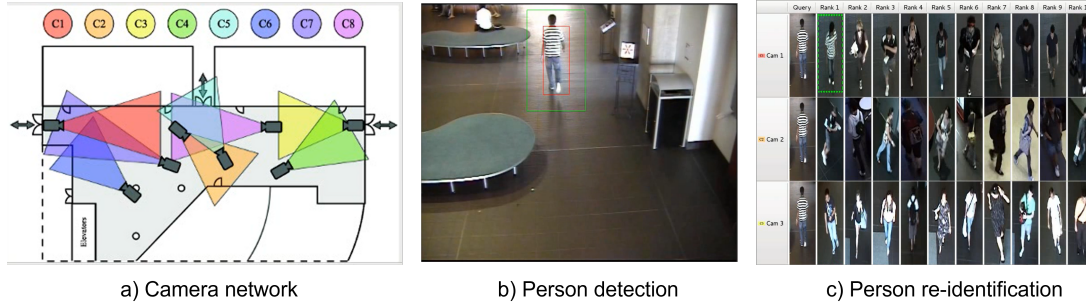 C1 C2 C3 C4 C5 C6 C7 C8
Elevators
Query Rank 1 Rank 2 Rank 3 Rank 4 Rank 5 Rank 6 Rank 7 Rank 8 Rank 9 Rank 1
Cam 1
Cam 2
Cam 3
a) Camera network b) Person detection c) Person re-identification